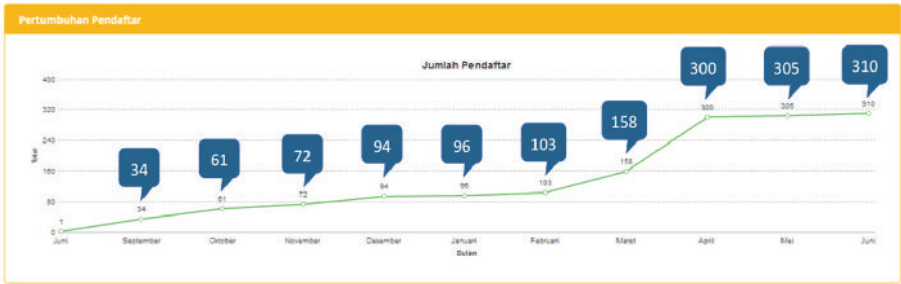 Pertumbuhan Pendaftar
Jumlah Pendaftar
400
320
240
160
80
0
Total
1
34
61
72
94
96
103
158
300
305
310
34
61
72
94
96
103
158
300
305
310
Juni
September
Oktober
November
Desember
Januari
Februari
Maret
April
Mei
Juni
Bulan